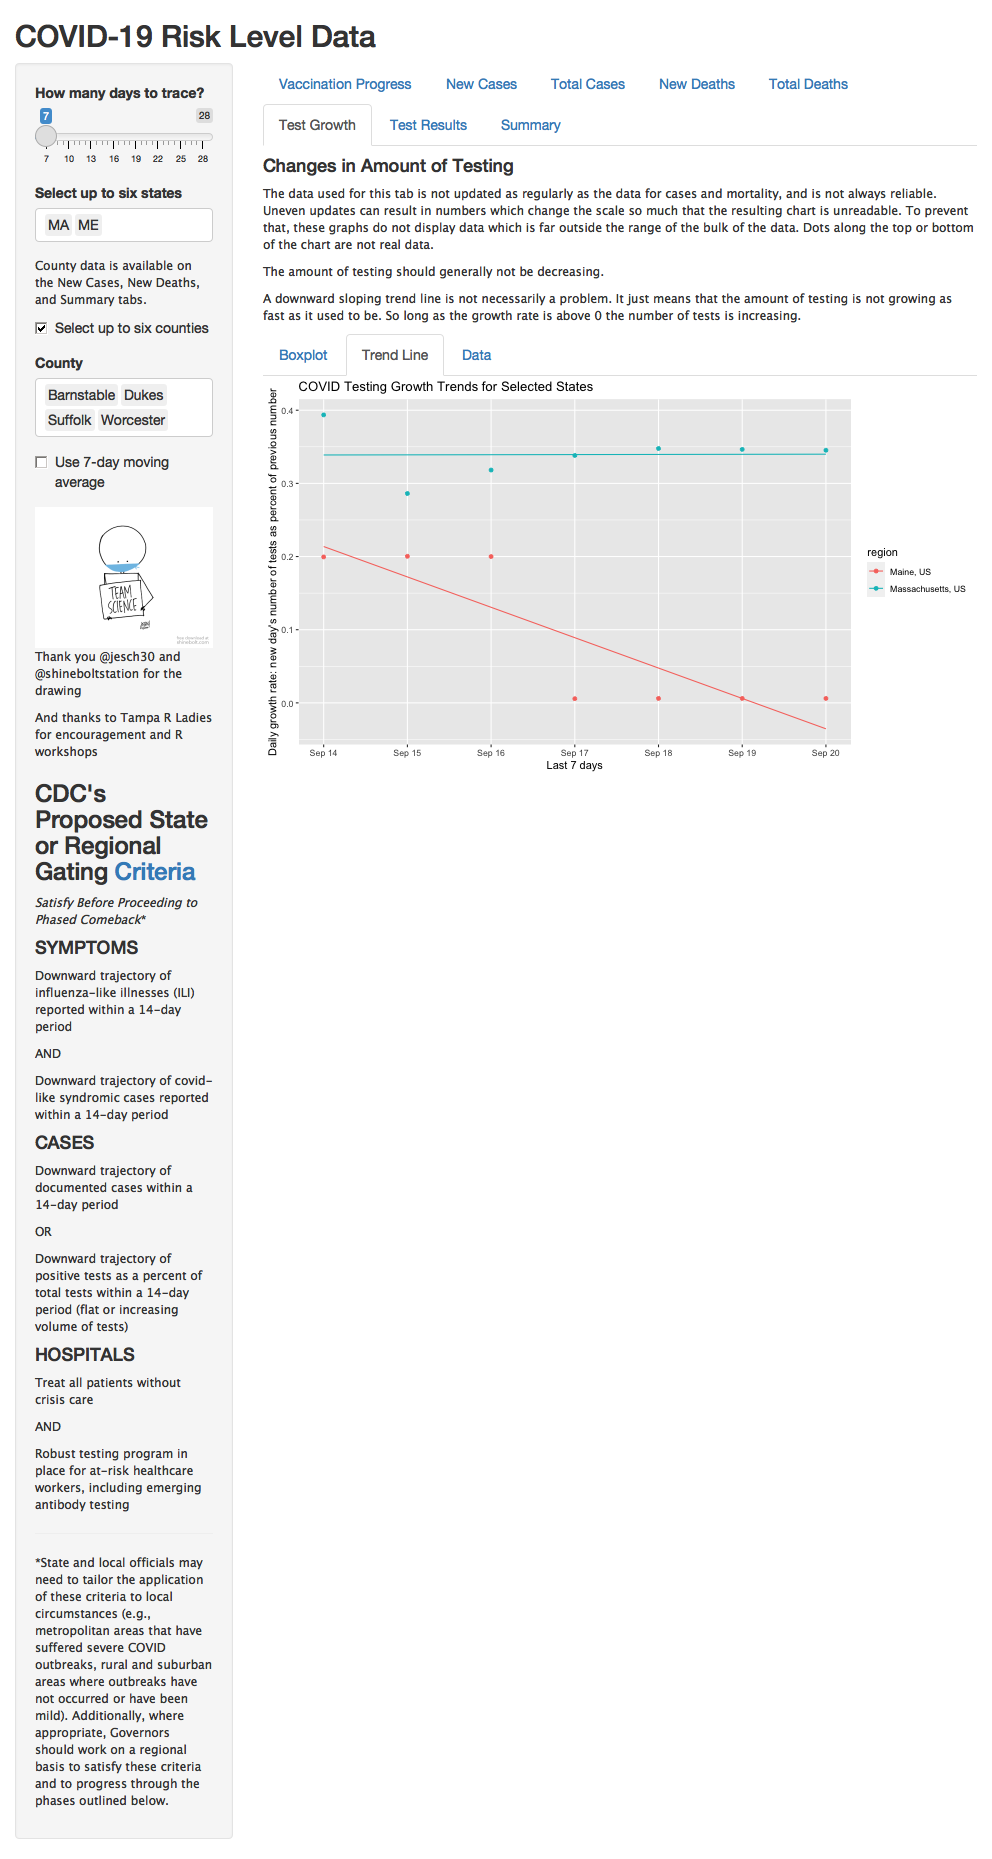 COVID-19 Risk Level Data
How many days to trace?
7
28
7 10 13 16 19 22 25 28
Select up to six states
MA ME
County data is available on
the New Cases, New Deaths,
and Summary tabs.
Select up to six counties
County
Barnstable Dukes
Suffolk Worcester
Use 7-day moving
average
TEAM
SCIENCE
Thank you @jesch30 and
@shineboltstation for the
drawing
And thanks to Tampa R Ladies
for encouragement and R
workshops
CDC's
Proposed State
or Regional
Gating Criteria
Satisfy Before Proceeding to
Phased Comeback*
SYMPTOMS
Downward trajectory of
influenza-like illnesses (ILI)
reported within a 14-day
period
AND
Downward trajectory of covid-
like syndromic cases reported
within a 14-day period
CASES
Downward trajectory of
documented cases within a
14-day period
OR
Downward trajectory of
positive tests as a percent of
total tests within a 14-day
period (flat or increasing
volume of tests)
HOSPITALS
Treat all patients without
crisis care
AND
Robust testing program in
place for at-risk healthcare
workers, including emerging
antibody testing
*State and local officials may
need to tailor the application
of these criteria to local
circumstances (e.g.,
metropolitan areas that have
suffered severe COVID
outbreaks, rural and suburban
areas where outbreaks have
not occurred or have been
mild). Additionally, where
appropriate, Governors
should work on a regional
basis to satisfy these criteria
and to progress through the
phases outlined below.
Vaccination Progress New Cases Total Cases New Deaths Total Deaths
Test Growth Test Results Summary
Changes in Amount of Testing
The data used for this tab is not updated as regularly as the data for cases and mortality, and is not always reliable.
Uneven updates can result in numbers which change the scale so much that the resulting chart is unreadable. To prevent
that, these graphs do not display data which is far outside the range of the bulk of the data. Dots along the top or bottom
of the chart are not real data.
The amount of testing should generally not be decreasing.
A downward sloping trend line is not necessarily a problem. It just means that the amount of testing is not growing as
fast as it used to be. So long as the growth rate is above 0 the number of tests is increasing.
Boxplot Trend Line Data
COVID Testing Growth Trends for Selected States
Daily growth rate: new day's number of tests as percent of previous number
0.4
0.3
0.2
0.1
0.0
Sep 14 Sep 15 Sep 16 Sep 17 Sep 18 Sep 19 Sep 20
Last 7 days
region
Maine, US
Massachusetts, US